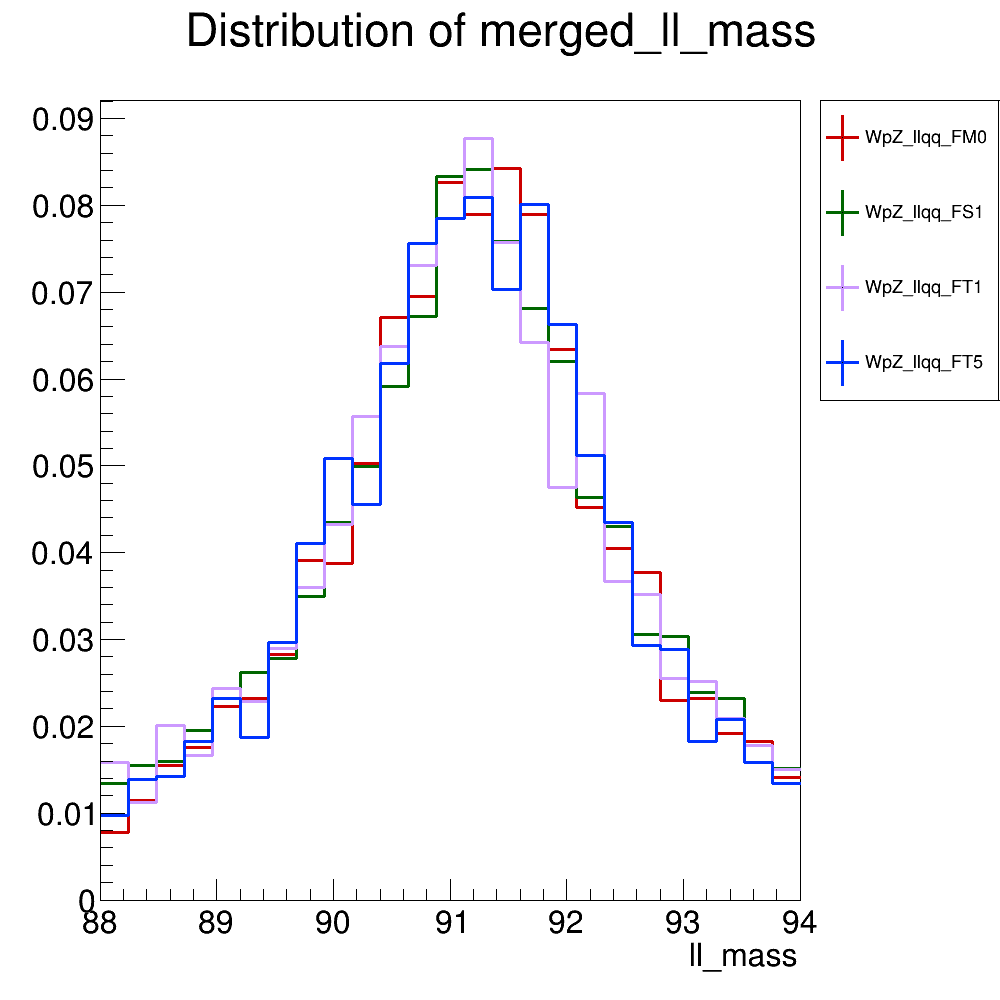 Distribution of merged_ll_mass
0.09
0.08
0.07
0.06
0.05
0.04
0.03
0.02
0.01
0
88 89 90 91 92 93 94
ll_mass
WpZ_llqq_FM0
WpZ_llqq_FS1
WpZ_llqq_FT1
WpZ_llqq_FT5